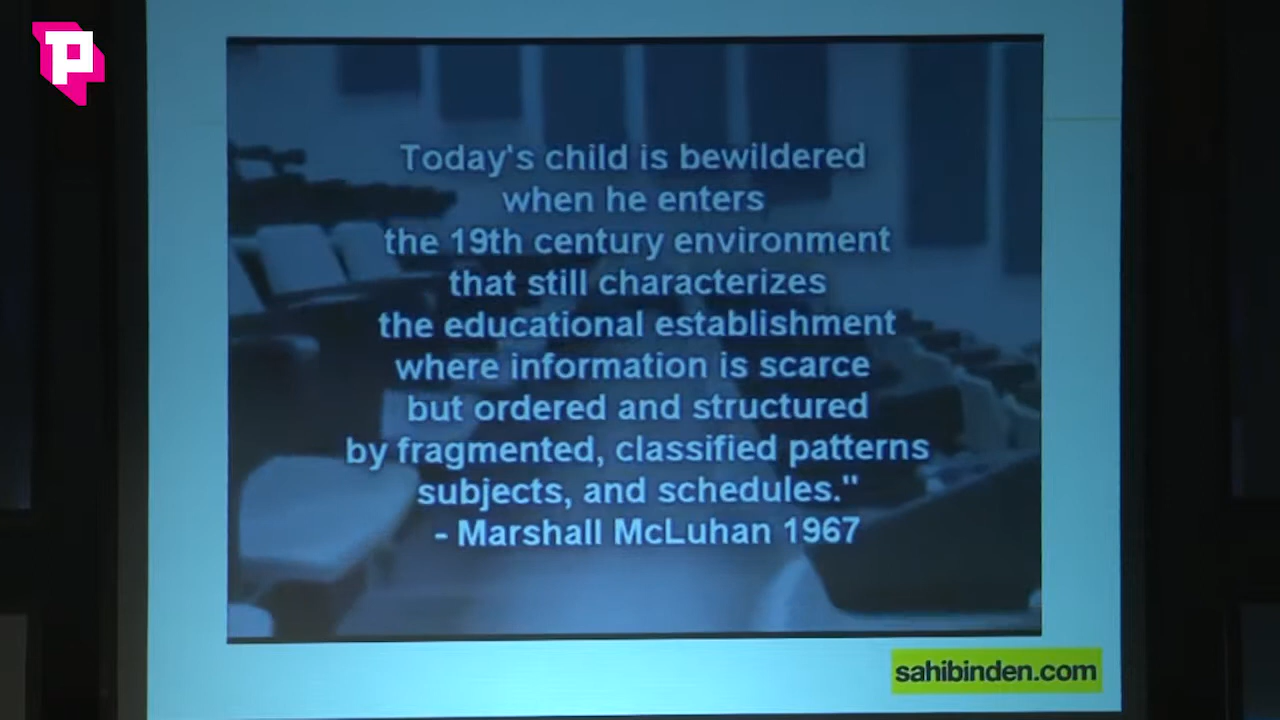 P
Today's child is bewildered
when he enters
the 19th century environment
that still characterizes
the educational establishment
where information is scarce
but ordered and structured
by fragmented, classified patterns
subjects, and schedules."
- Marshall McLuhan 1967
sahibinden.com